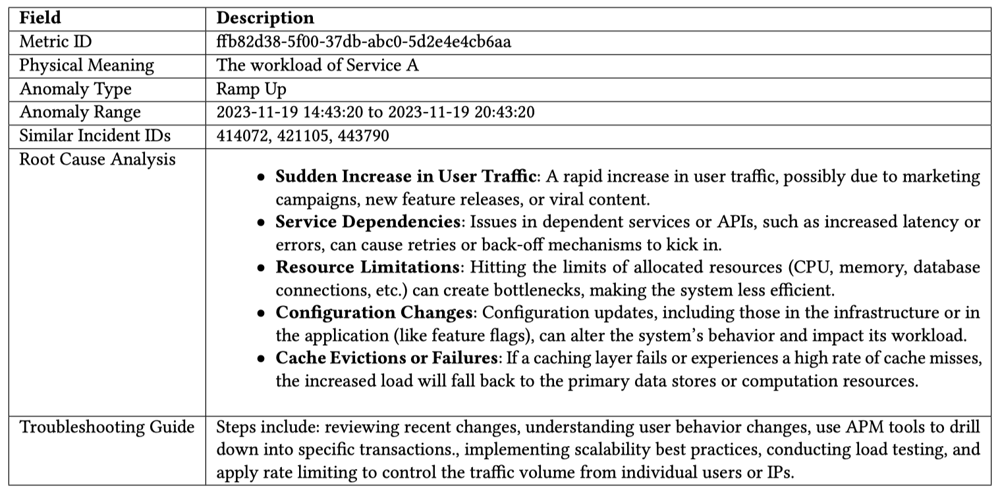 Field Description
Metric ID ffb82d38-5f00-37db-abc0-5d2e4e4cb6aa
Physical Meaning The workload of Service A
Anomaly Type Ramp Up
Anomaly Range 2023-11-19 14:43:20 to 2023-11-19 20:43:20
Similar Incident IDs 414072, 421105, 443790
Root Cause Analysis
• Sudden Increase in User Traffic: A rapid increase in user traffic, possibly due to marketing
campaigns, new feature releases, or viral content.
• Service Dependencies: Issues in dependent services or APIs, such as increased latency or
errors, can cause retries or back-off mechanisms to kick in.
• Resource Limitations: Hitting the limits of allocated resources (CPU, memory, database
connections, etc.) can create bottlenecks, making the system less efficient.
• Configuration Changes: Configuration updates, including those in the infrastructure or in
the application (like feature flags), can alter the system's behavior and impact its workload.
• Cache Evictions or Failures: If a caching layer fails or experiences a high rate of cache misses,
the increased load will fall back to the primary data stores or computation resources.
Troubleshooting Guide Steps include: reviewing recent changes, understanding user behavior changes, use APM tools to drill
down into specific transactions., implementing scalability best practices, conducting load testing, and
apply rate limiting to control the traffic volume from individual users or IPs.